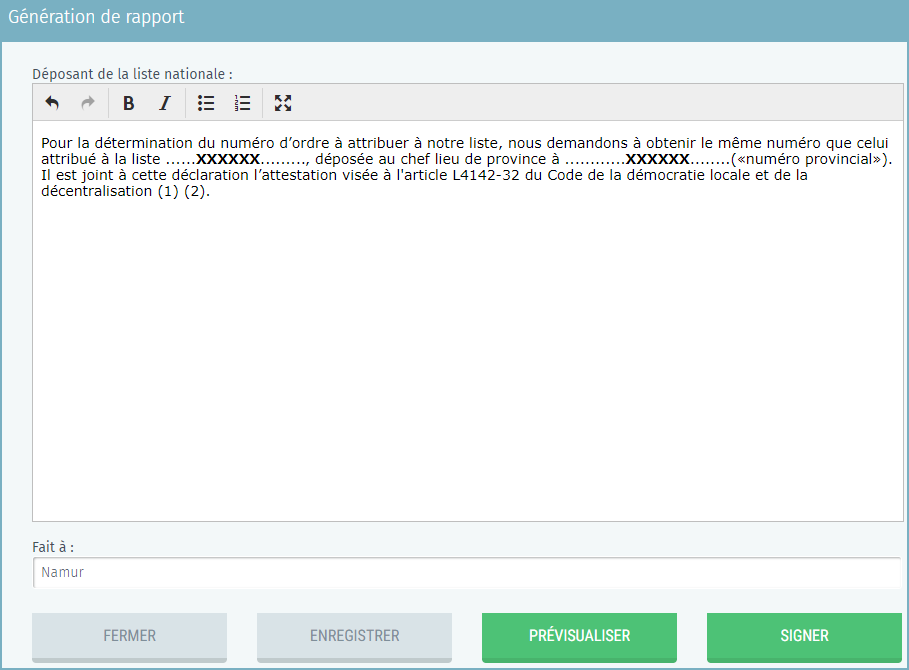 Génération de rapport
Déposant de la liste nationale :
B I
Pour la détermination du numéro d’ordre à attribuer à notre liste, nous demandons à obtenir le même numéro que celui
attribué à la liste ......XXXXXX........., déposée au chef lieu de province à ...........XXXXXX........(«numéro provincial»).
Il est joint à cette déclaration l’attestation visée à l'article L4142-32 du Code de la démocratie locale et de la
décentralisation (1) (2).
Fait à :
Namur
FERMER ENREGISTRER PRÉVISUALISER SIGNER